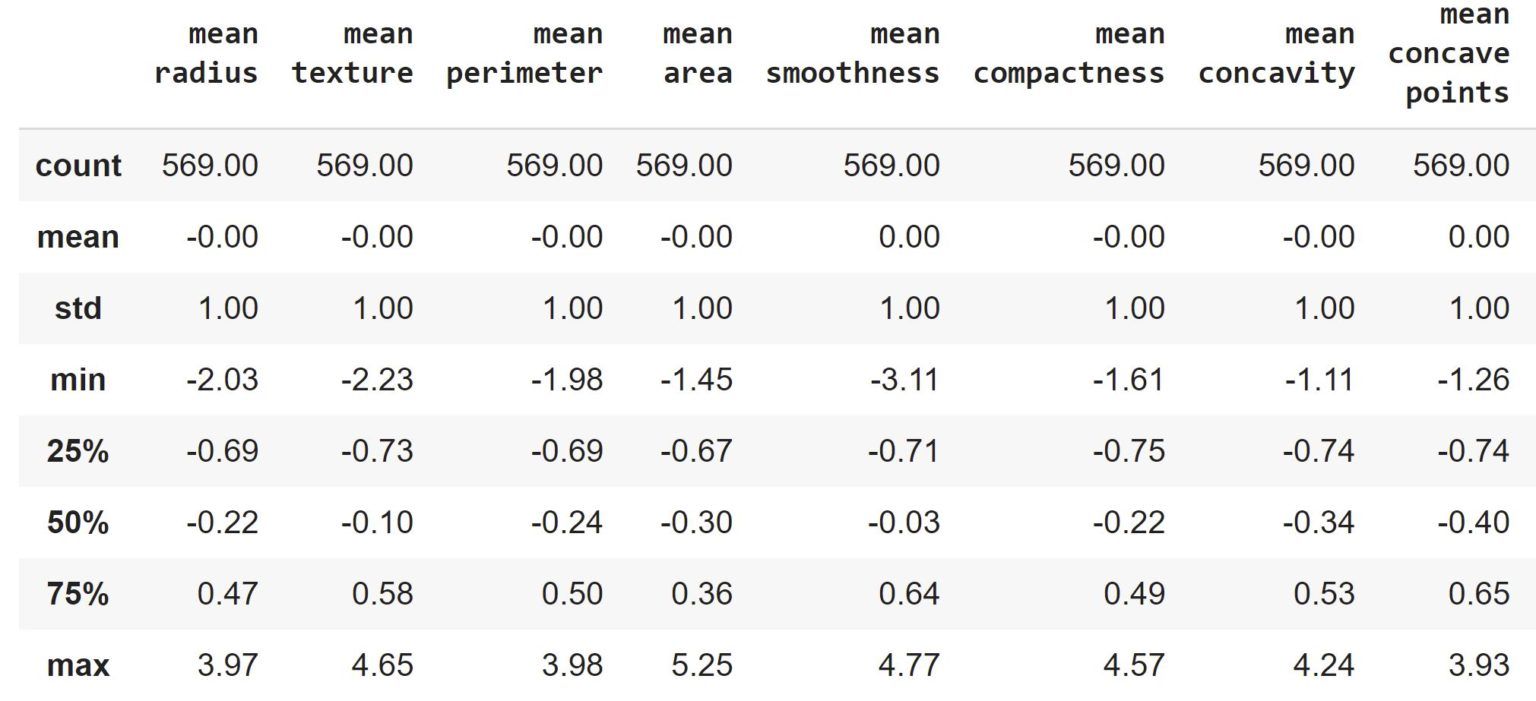 mean radius mean texture mean perimeter mean area mean smoothness mean compactness mean concavity mean concave points
count 569.00 569.00 569.00 569.00 569.00 569.00 569.00 569.00
mean -0.00 -0.00 -0.00 -0.00 0.00 -0.00 -0.00 0.00
std 1.00 1.00 1.00 1.00 1.00 1.00 1.00 1.00
min -2.03 -2.23 -1.98 -1.45 -3.11 -1.61 -1.11 -1.26
25% -0.69 -0.73 -0.69 -0.67 -0.71 -0.75 -0.74 -0.74
50% -0.22 -0.10 -0.24 -0.30 -0.03 -0.22 -0.34 -0.40
75% 0.47 0.58 0.50 0.36 0.64 0.49 0.53 0.65
max 3.97 4.65 3.98 5.25 4.77 4.57 4.24 3.93